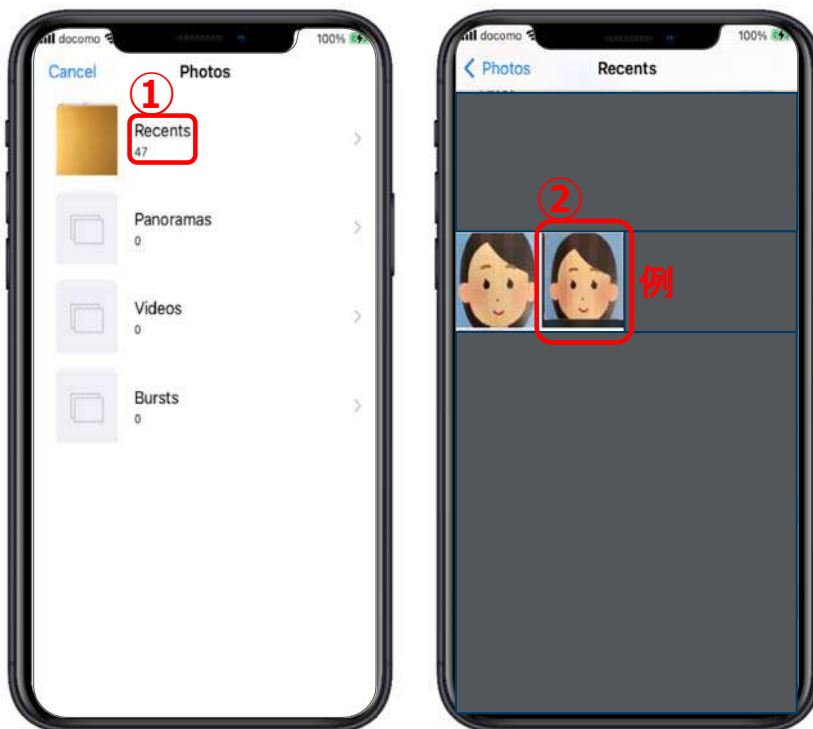 docomo 100%
Cancel Photos
①
Recents
47
Panoramas
0
Videos
0
Bursts
0
docomo 100%
Photos Recents
②
例